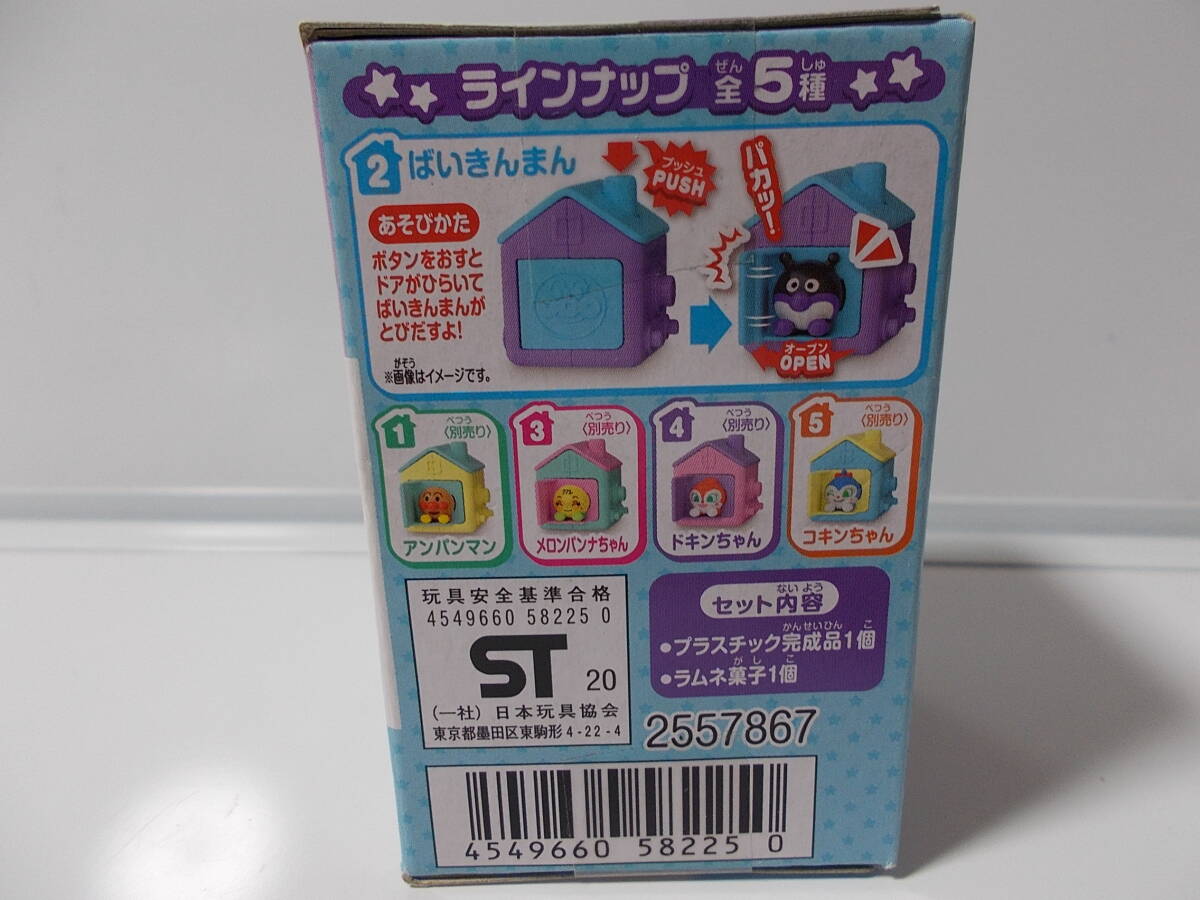 ラインナップ 全5種
ぜん しゅ
2 ばいきんまん
プッシュ
PUSH
パカッー!
あそびかた
ボタンをおすと
ドアがひらいて
ばいきんまんが
とびだすよ!
がぞう
※画像はイメージです。
オープン
OPEN
1 べつう 〈別売り〉
アンパンマン
3 べつう 〈別売り〉
メロンパンナちゃん
4 べつう 〈別売り〉
ドキンちゃん
5 べつう 〈別売り〉
コキンちゃん
玩具安全基準合格
4549660 58225 0
ST 20
(一社) 日本玩具協会
東京都墨田区東駒形4-22-4
ないよう
セット内容
かんせいひん こ
•プラスチック完成品1個
がし こ
•ラムネ菓子1個
2557867
4549660 58225 0